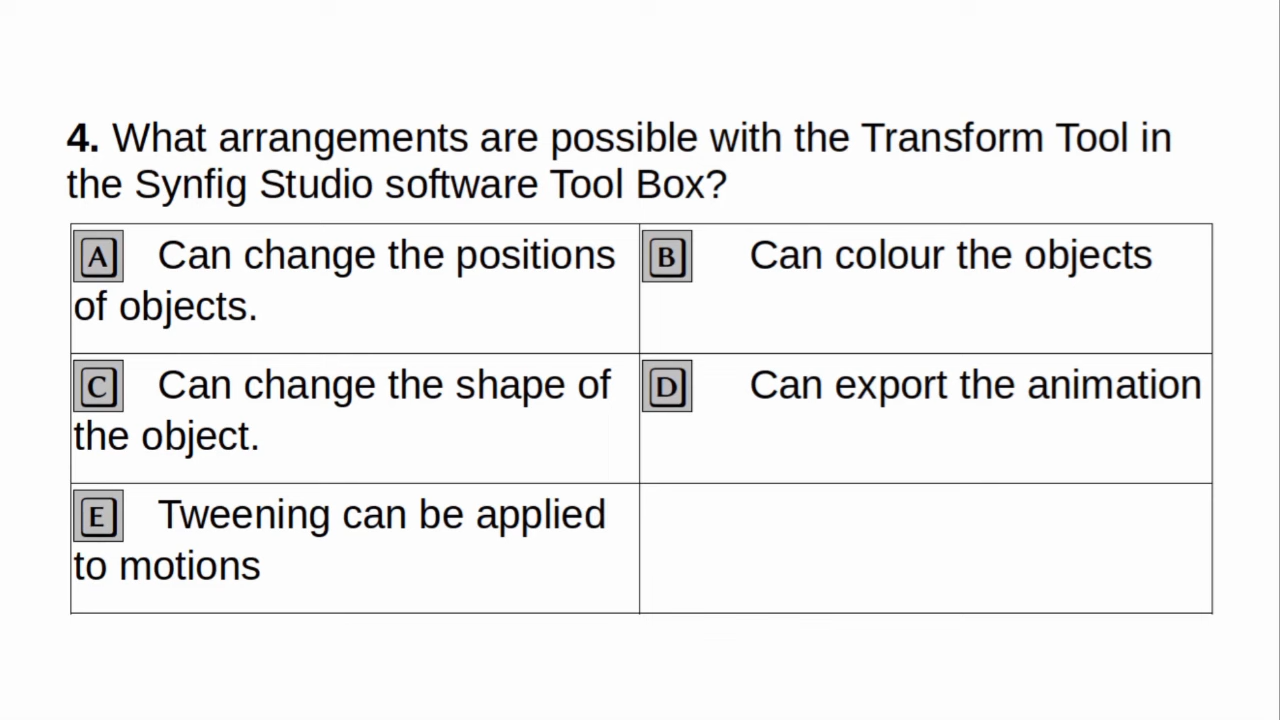 4. What arrangements are possible with the Transform Tool in
the Synfig Studio software Tool Box?
A Can change the positions
of objects.
B Can colour the objects
C Can change the shape of
the object.
D Can export the animation
E Tweening can be applied
to motions